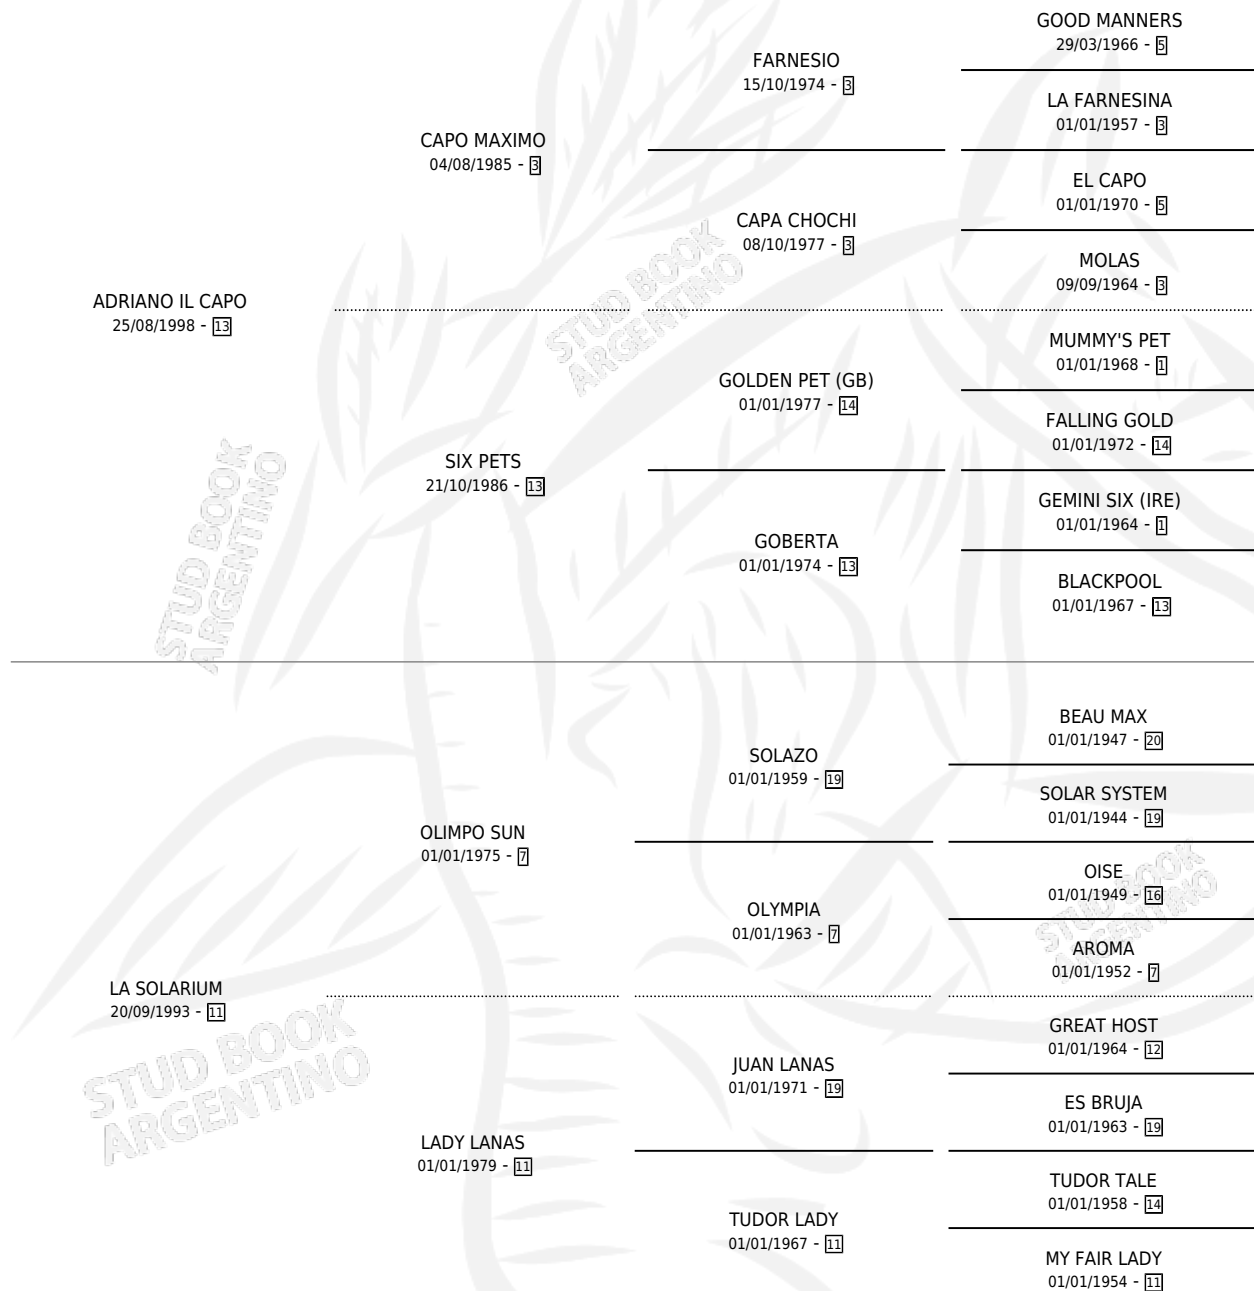 GOOD MANNERS
29/03/1966 - 5
FARNESIO
15/10/1974 - 3
LA FARNESINA
01/01/1957 - 3
CAPO MAXIMO
04/08/1985 - 3
EL CAPO
01/01/1970 - 5
CAPA CHOCHI
08/10/1977 - 3
MOLAS
09/09/1964 - 3
ADRIANO IL CAPO
25/08/1998 - 13
STUD BOOK
ARGENTINO
MUMMY'S PET
01/01/1968 - 1
GOLDEN PET (GB)
01/01/1977 - 14
FALLING GOLD
01/01/1972 - 14
SIX PETS
21/10/1986 - 13
GEMINI SIX (IRE)
01/01/1964 - 1
GOBERTA
01/01/1974 - 13
BLACKPOOL
01/01/1967 - 13
STUD BOOK
ARGENTINO
BEAU MAX
01/01/1947 - 20
SOLAZO
01/01/1959 - 19
SOLAR SYSTEM
01/01/1944 - 19
OLIMPO SUN
01/01/1975 - 7
OISE
01/01/1949 - 16
OLYMPIA
01/01/1963 - 7
AROMA
01/01/1952 - 7
STUD BOOK
ARGENTINO
LA SOLARIUM
20/09/1993 - 11
STUD BOOK
ARGENTINO
GREAT HOST
01/01/1964 - 12
JUAN LANAS
01/01/1971 - 19
ES BRUJA
01/01/1963 - 19
LADY LANAS
01/01/1979 - 11
TUDOR TALE
01/01/1958 - 14
TUDOR LADY
01/01/1967 - 11
MY FAIR LADY
01/01/1954 - 11